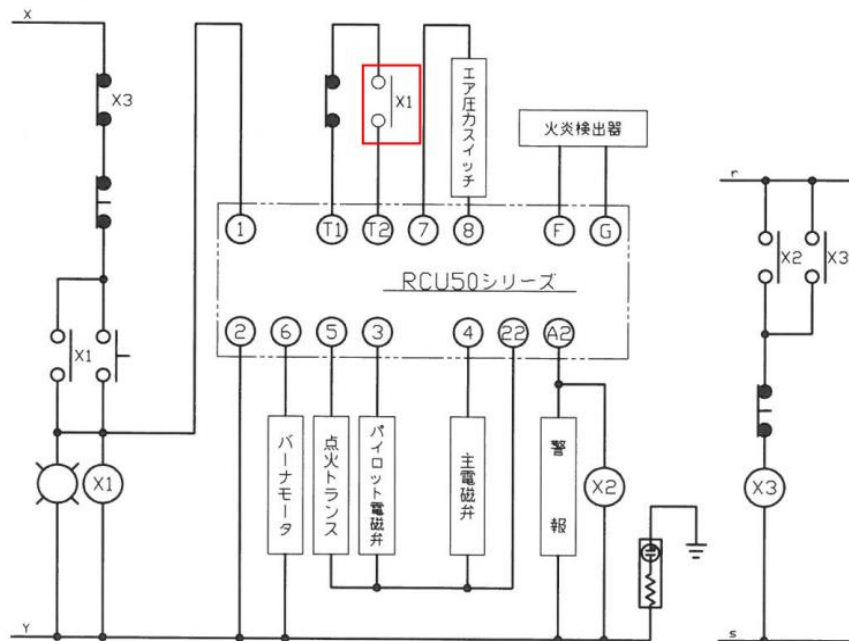 X
X3
X1
エア圧力スイッチ
火炎検出器
r
1
T1
T2
7
8
F
G
X2
X3
RCU50シリーズ
2
6
5
3
4
22
A2
X1
バーナモータ
点火トランス
パイロット電磁弁
主電磁弁
警報
X1
X2
X3
Y
s